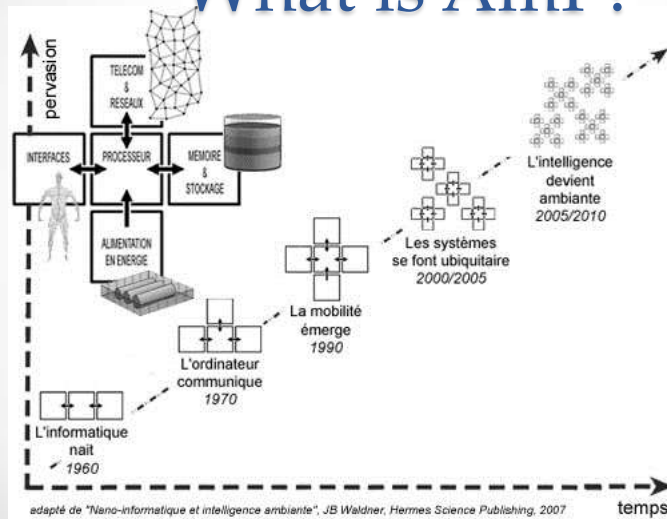 What is AmI ?
pervasion
TELECOM
&
RESEAUX
INTERFACES
PROCESSEUR
MEMOIRE
&
STOCKAGE
ALIMENTATION
EN ENERGIE
L'intelligence
devient
ambiante
2005/2010
Les systèmes
se font ubiquitaire
2000/2005
La mobilité
émerge
1990
L'ordinateur
communique
1970
L'informatique
nait
1960
temps
adapté de "Nano-informatique et intelligence ambiante", JB Waldner, Hermes Science Publishing, 2007